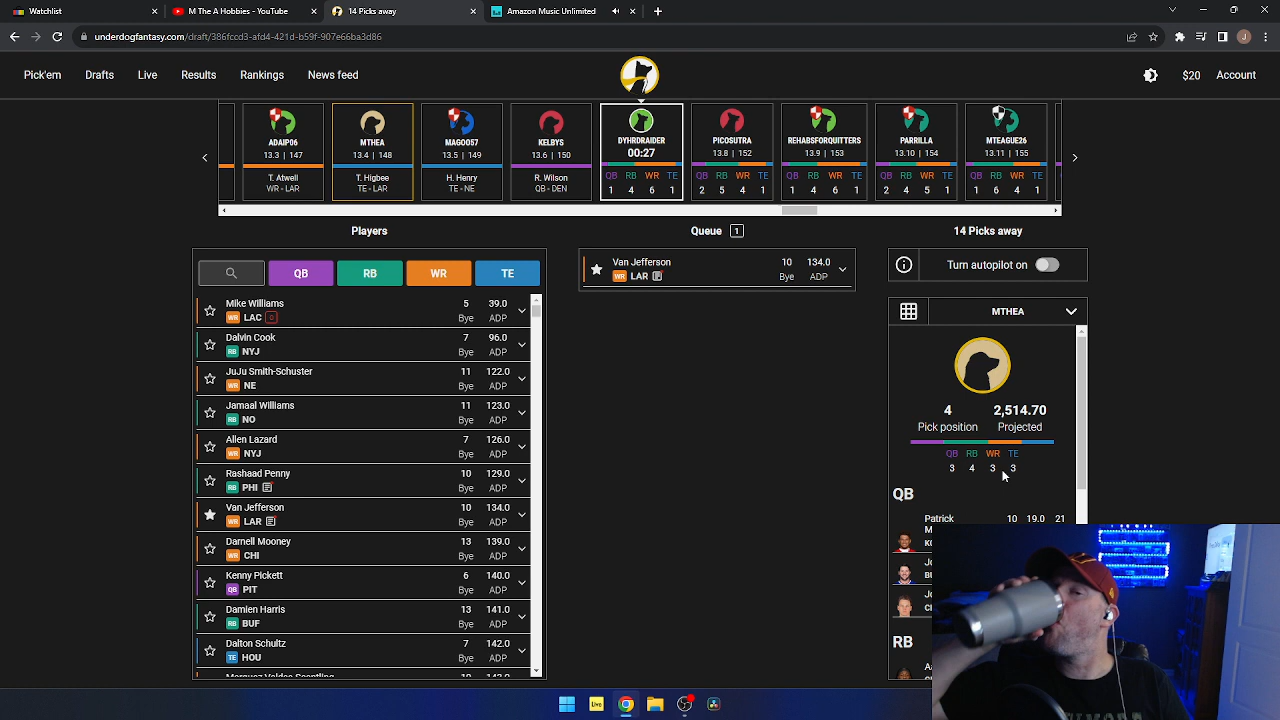 Watchlist
M The A Hobbies - YouTube
14 Picks away
Amazon Music Unlimited
underdogfantasy.com/draft/386fccd3-afd4-421d-b59f-907e66ba3d86
J
Pick'em
Drafts
Live
Results
Rankings
News feed
$20
Account
ADAIP06
13.3 | 147
T. Atwell
WR - LAR
MTHEA
13.4 | 148
T. Higbee
TE - LAR
MAGO057
13.5 | 149
H. Henry
TE - NE
KELBYS
13.6 | 150
R. Wilson
QB - DEN
DYHRDRAIDER
00:27
QB RB WR TE
1 4 6 1
PICOSUTRA
13.8 | 152
QB RB WR TE
2 5 4 1
REHABSFORQUITTERS
13.9 | 153
QB RB WR TE
1 4 6 1
PARRILLA
13.10 | 154
QB RB WR TE
2 4 5 1
MTEAGUE26
13.11 | 155
QB RB WR TE
1 6 4 1
Players
Queue 1
14 Picks away
QB
RB
WR
TE
Mike Williams 5 39.0
WR LAC Bye ADP
Dalvin Cook 7 96.0
RB NYJ Bye ADP
JuJu Smith-Schuster 11 122.0
WR NE Bye ADP
Jamaal Williams 11 123.0
RB NO Bye ADP
Allen Lazard 7 126.0
WR NYJ Bye ADP
Rashaad Penny 10 129.0
RB PHI Bye ADP
Van Jefferson 10 134.0
WR LAR Bye ADP
Darnell Mooney 5 139.0
WR CHI Bye ADP
Kenny Pickett 6 140.0
QB PIT Bye ADP
Damien Harris 13 141.0
RB BUF Bye ADP
Dalton Schultz 7 142.0
TE HOU Bye ADP
Van Jefferson 10 134.0
WR LAR Bye ADP
Turn autopilot on
MTHEA
4 2,514.70
Pick position Projected
QB RB WR TE
3 4 3 3
QB
Patrick 10 19.0 21
RB
Live